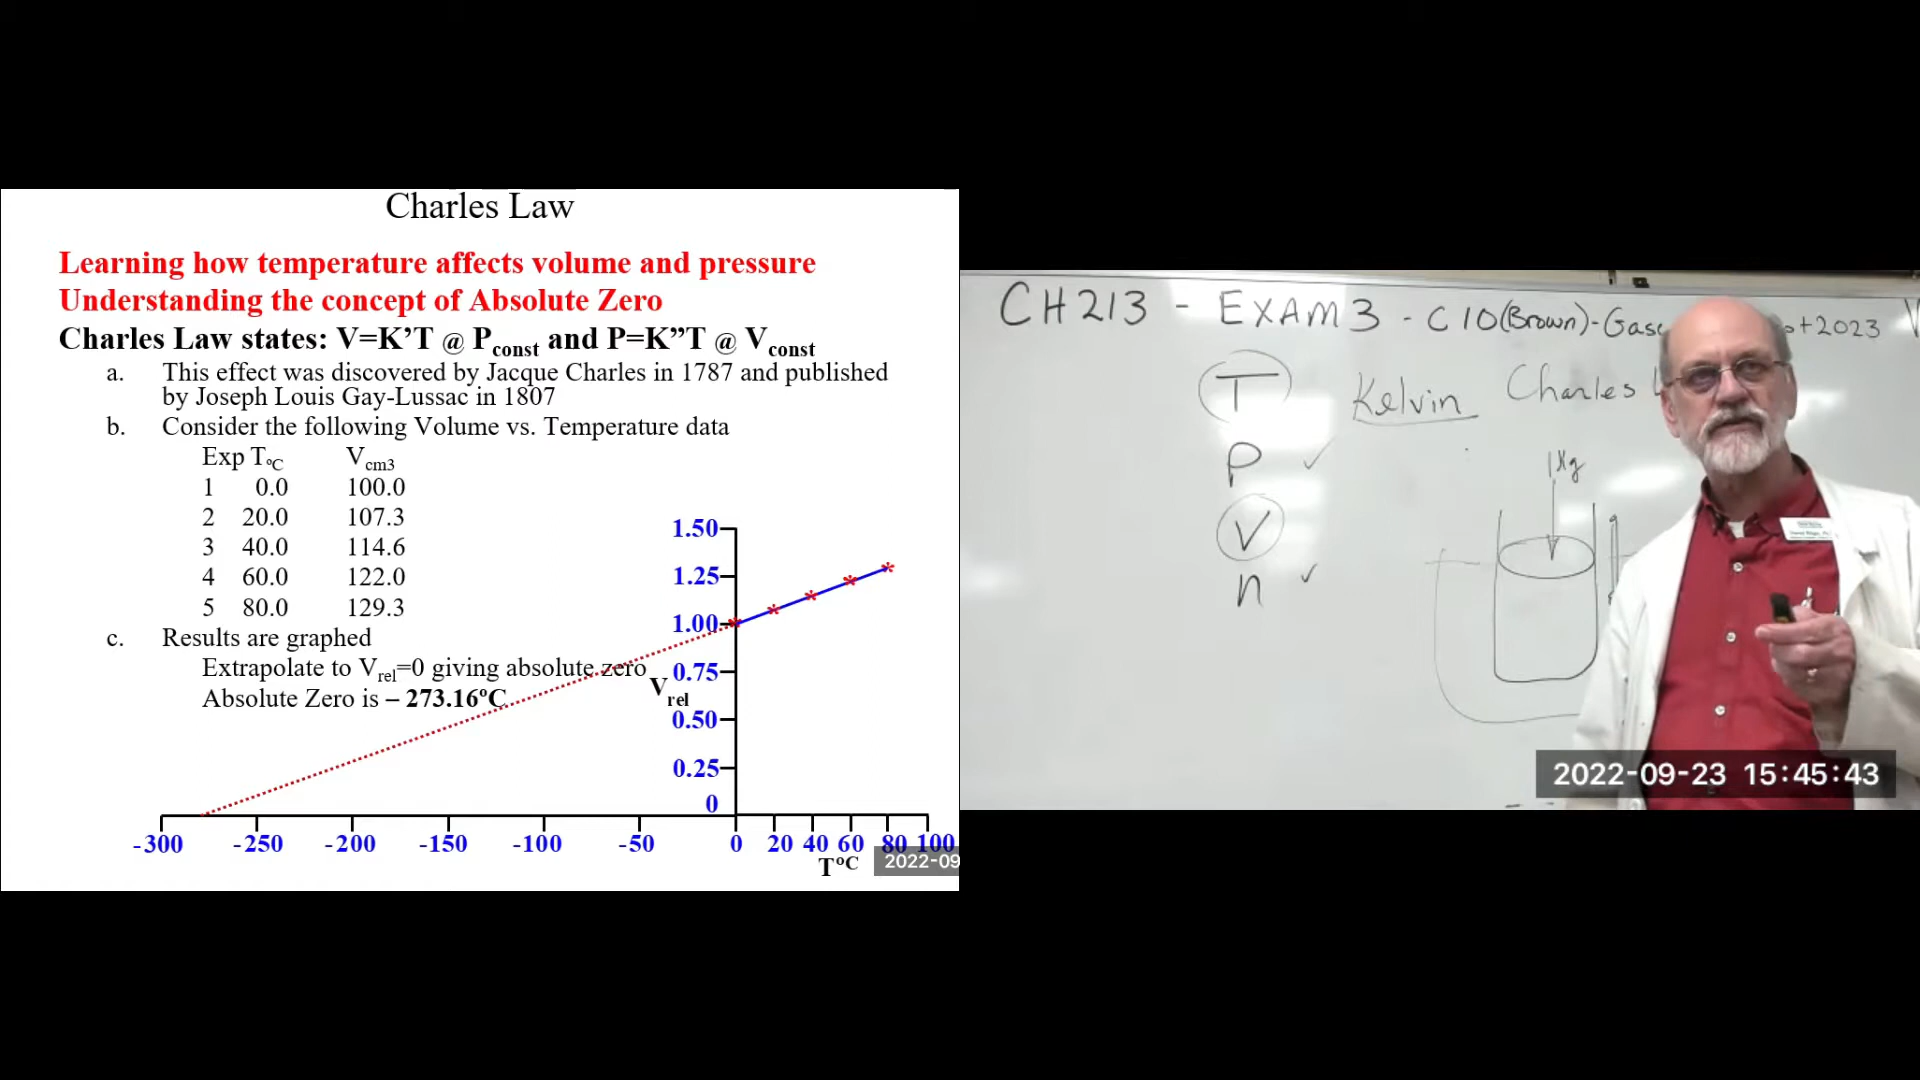 Charles Law
Learning how temperature affects volume and pressure
Understanding the concept of Absolute Zero
Charles Law states: V=K’T @ Pconst and P=K”T @ Vconst
a. This effect was discovered by Jacque Charles in 1787 and published
by Joseph Louis Gay-Lussac in 1807
b. Consider the following Volume vs. Temperature data
Exp T°C Vcm3
1 0.0 100.0
2 20.0 107.3
3 40.0 114.6
4 60.0 122.0
5 80.0 129.3
c. Results are graphed
Extrapolate to Vrel=0 giving absolute zero
Absolute Zero is – 273.16°C
1.50
1.25
1.00
0.75
Vrel
0.50
0.25
0
-300 -250 -200 -150 -100 -50 0 20 40 60 80 100
T°C
2022-09
CH213 - EXAM 3 - C10(Brown)-Gas
2023
T Kelvin Charles
P ✓
1Kg
V
n ✓
2022-09-23 15:45:43